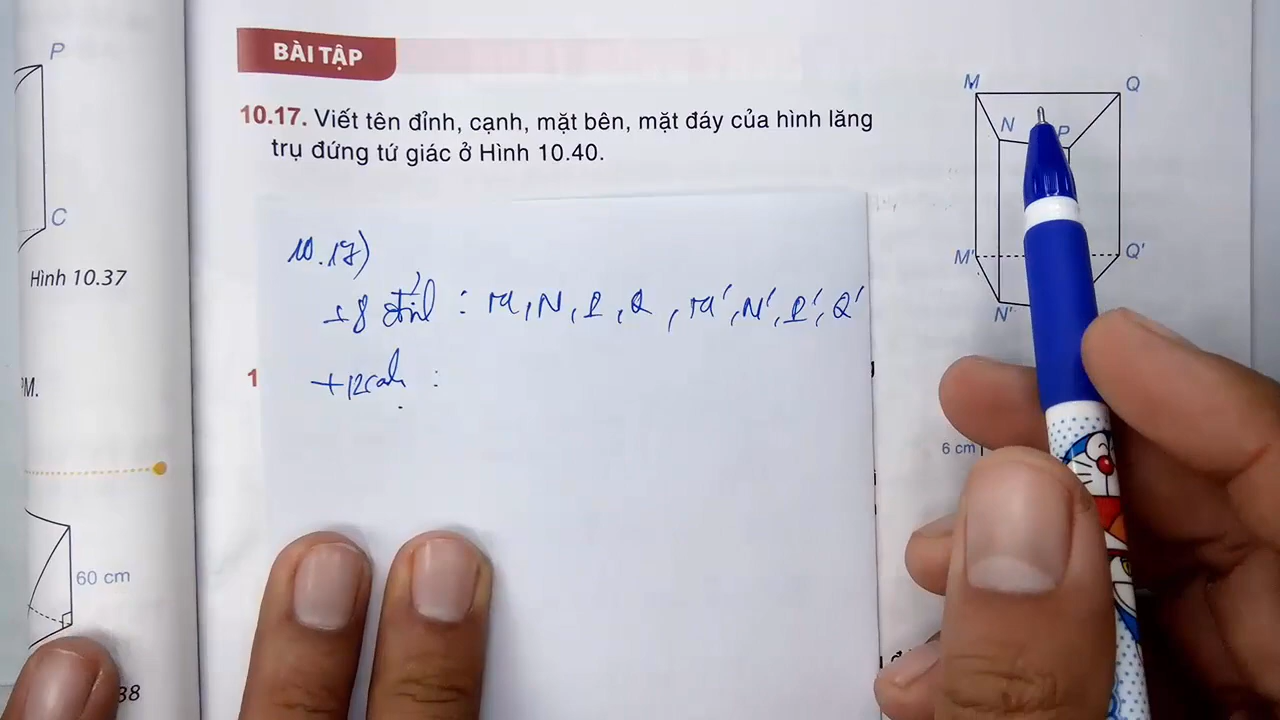 P
C
Hình 10.37
PM.
60 cm
38
BÀI TẬP
10.17. Viết tên đỉnh, cạnh, mặt bên, mặt đáy của hình lăng
trụ đứng tứ giác ở Hình 10.40.
10.17)
+8 đỉnh : M, N, P, Q, M', N', P', Q'
+12 cạnh :
1
M
Q
N
P
M'
Q'
N'
6 cm